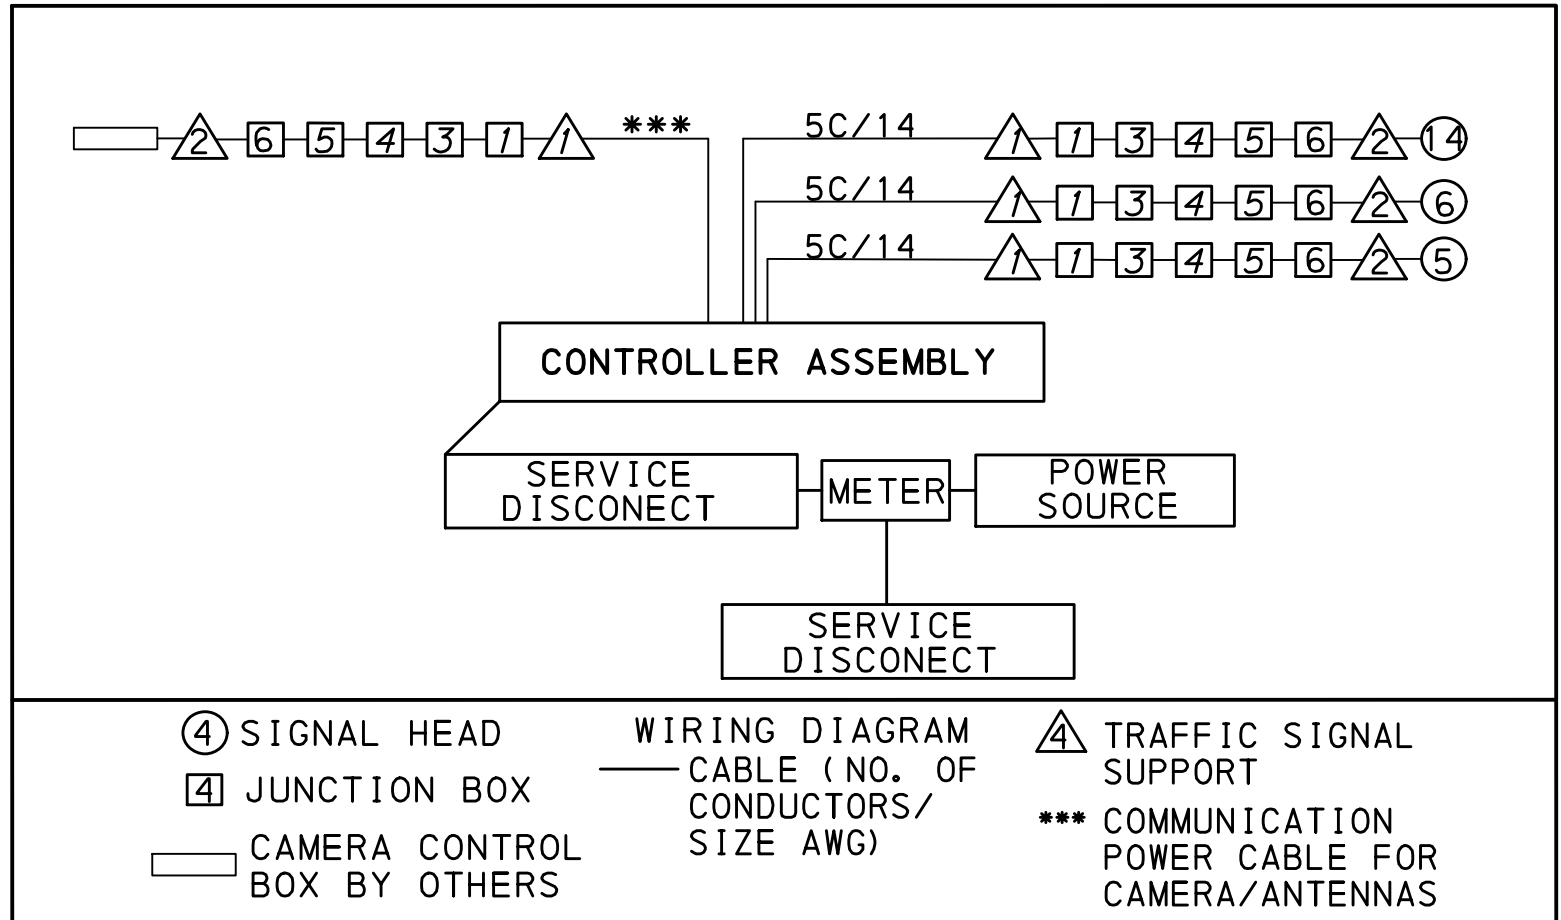 2 6 5 4 3 1 1 *** 5C/14 1 1 3 4 5 6 2 14
5C/14 1 1 3 4 5 6 2 6
5C/14 1 1 3 4 5 6 2 5
CONTROLLER ASSEMBLY
SERVICE
DISCONECT
METER
POWER
SOURCE
SERVICE
DISCONECT
4 SIGNAL HEAD
4 JUNCTION BOX
CAMERA CONTROL
BOX BY OTHERS
WIRING DIAGRAM
CABLE (NO. OF
CONDUCTORS/
SIZE AWG)
4 TRAFFIC SIGNAL
SUPPORT
*** COMMUNICATION
POWER CABLE FOR
CAMERA/ANTENNAS